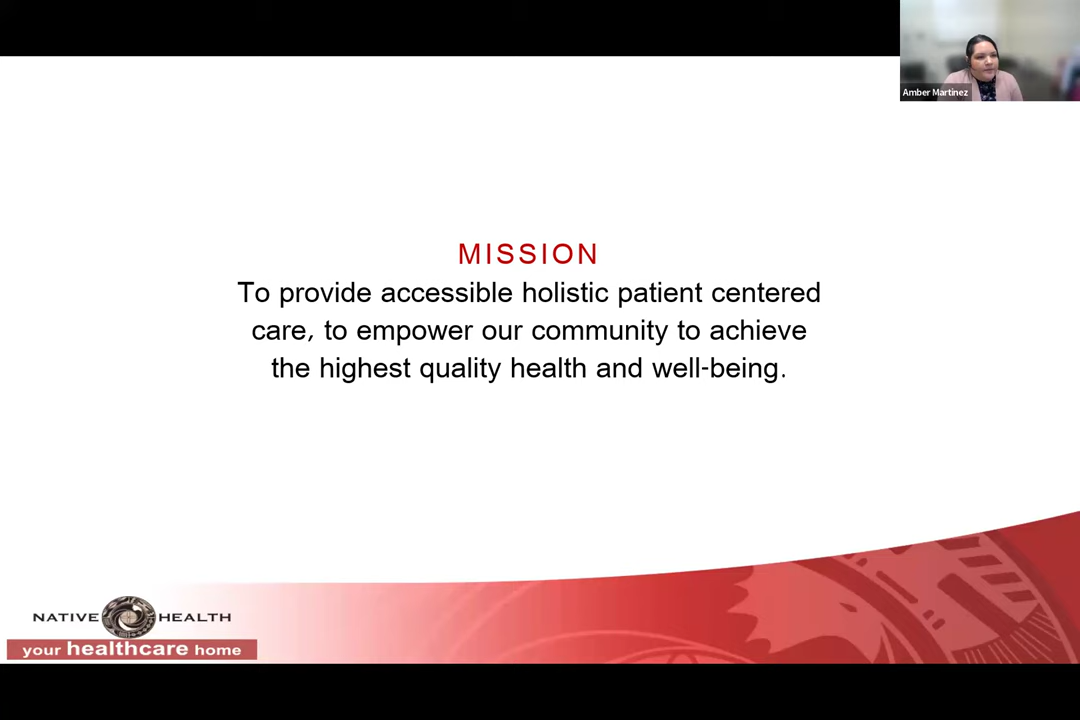 Amber Martinez
MISSION
To provide accessible holistic patient centered
care, to empower our community to achieve
the highest quality health and well-being.
NATIVE HEALTH
your healthcare home